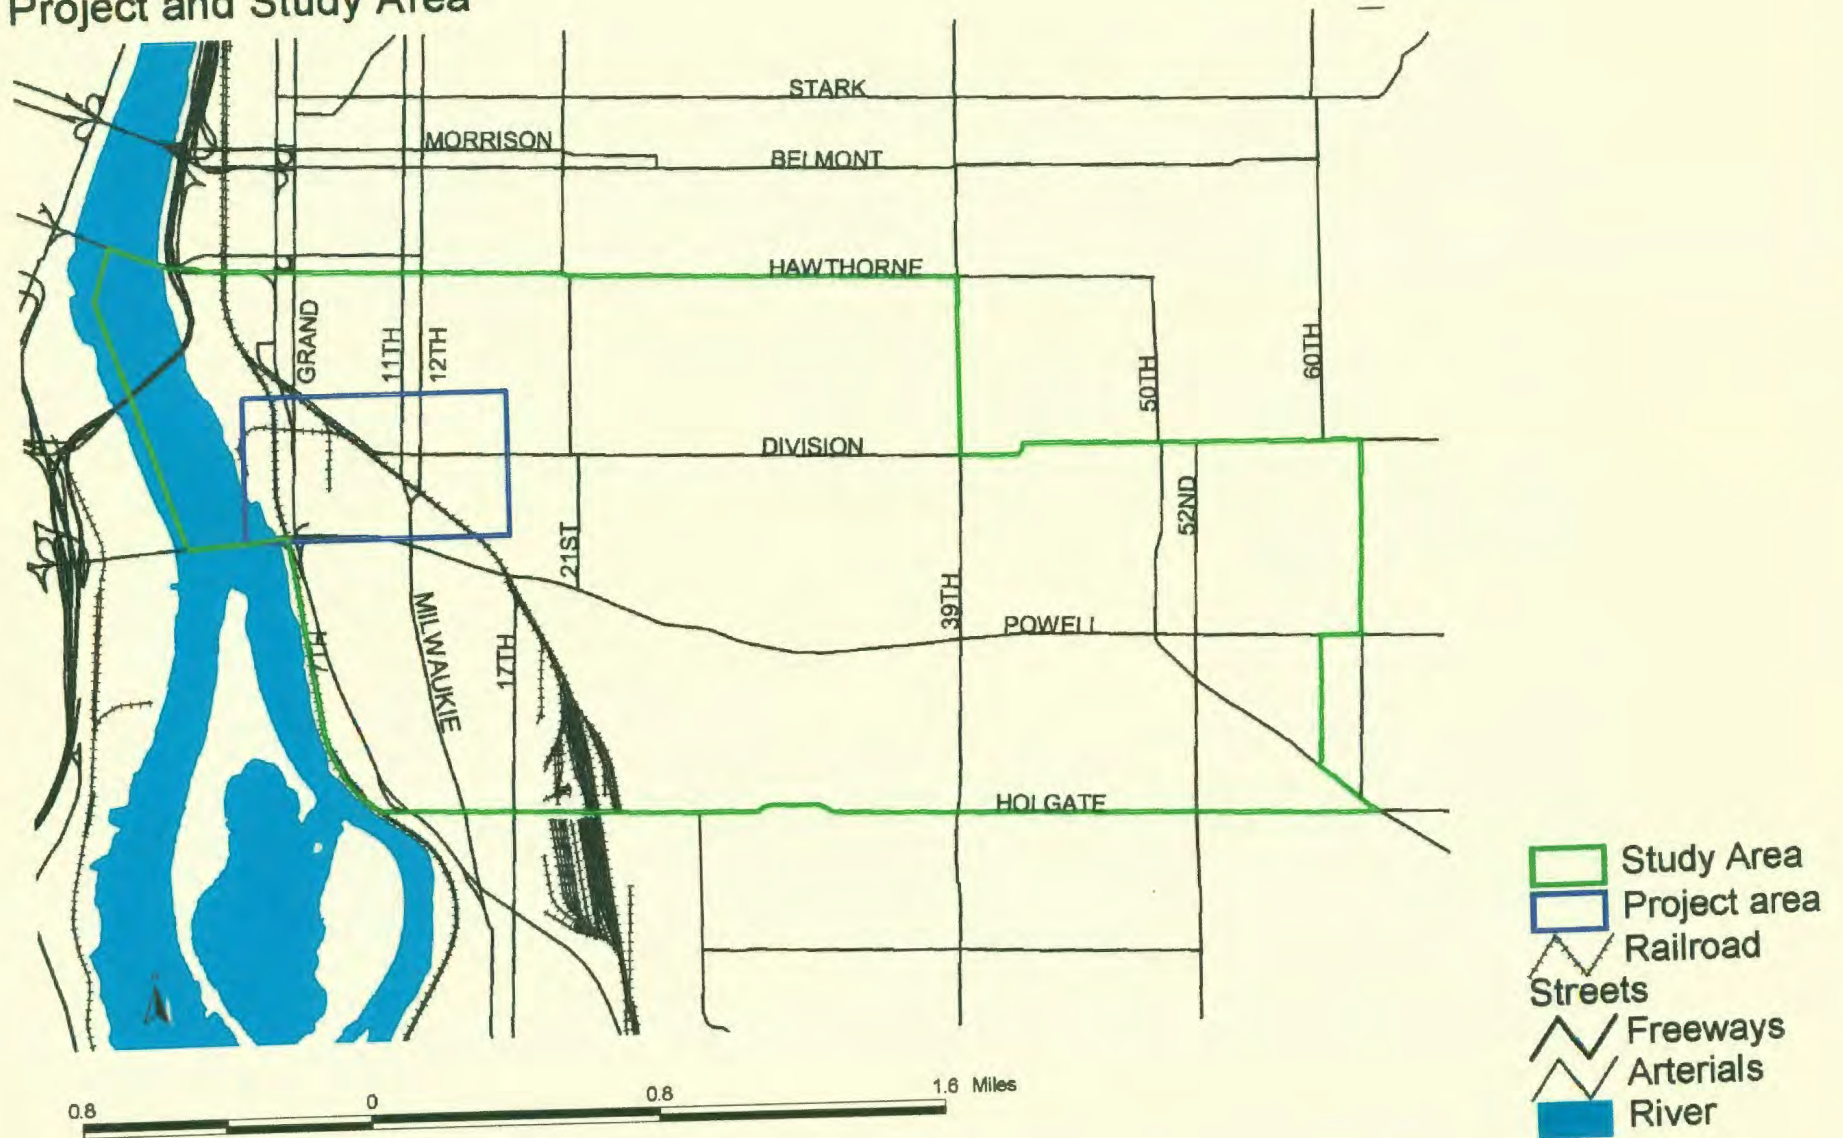 Project and Study Area
STARK
MORRISON
BELMONT
HAWTHORNE
GRAND
11TH
12TH
50TH
60TH
DIVISION
52ND
21ST
39TH
POWELL
MILWAUKIE
17TH
HOLGATE
Study Area
Project area
Railroad
Streets
Freeways
Arterials
River
0.8 0 0.8 1.6 Miles